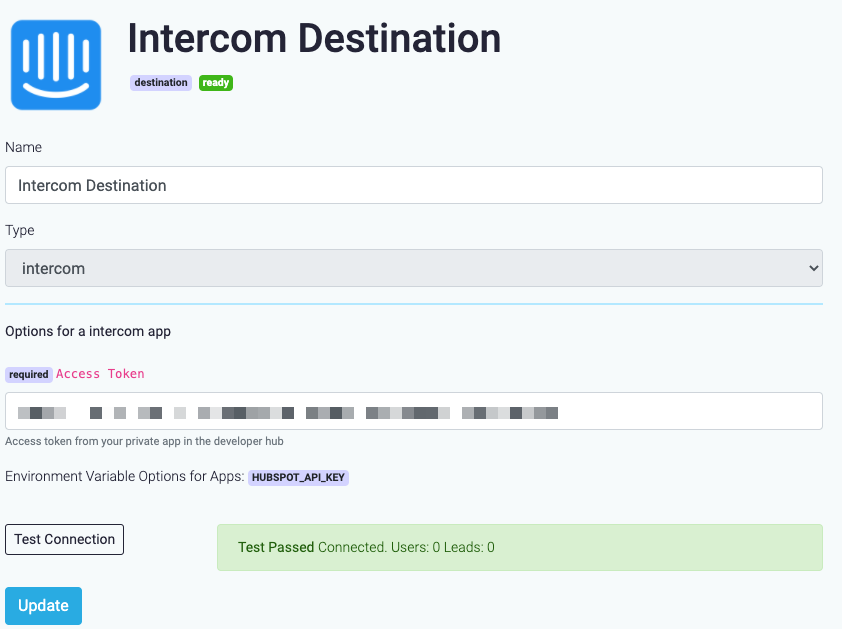 Intercom Destination
destination ready
Name
Intercom Destination
Type
intercom
Options for a intercom app
required Access Token
Access token from your private app in the developer hub
Environment Variable Options for Apps: HUBSPOT_API_KEY
Test Connection
Test Passed Connected. Users: 0 Leads: 0
Update